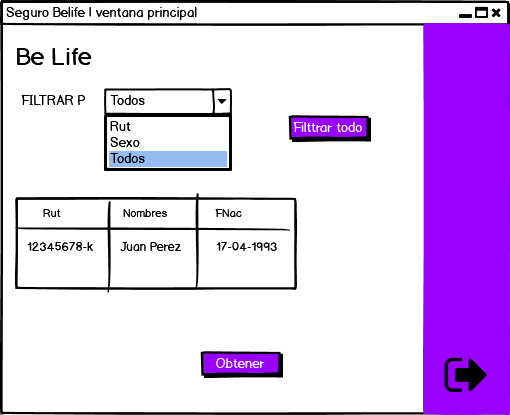 Seguro Belife | ventana principal
Be Life
FILTRAR P
Todos
Rut
Sexo
Todos
Filttrar todo
Rut Nombres FNac
12345678-k Juan Perez 17-04-1993
Obtener